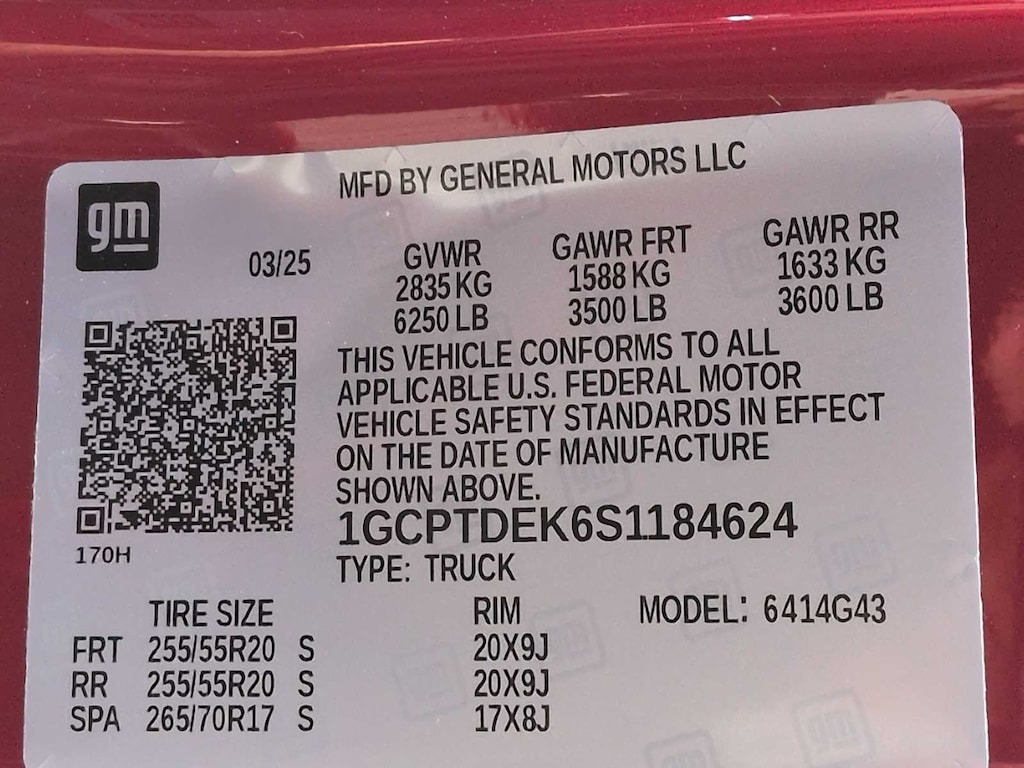 MFD BY GENERAL MOTORS LLC
gm
03/25
GVWR GAWR FRT GAWR RR
2835 KG 1588 KG 1633 KG
6250 LB 3500 LB 3600 LB
THIS VEHICLE CONFORMS TO ALL
APPLICABLE U.S. FEDERAL MOTOR
VEHICLE SAFETY STANDARDS IN EFFECT
ON THE DATE OF MANUFACTURE
SHOWN ABOVE.
1GCPTDEK6S1184624
170H
TYPE: TRUCK
TIRE SIZE RIM MODEL: 6414G43
FRT 255/55R20 S 20X9J
RR 255/55R20 S 20X9J
SPA 265/70R17 S 17X8J